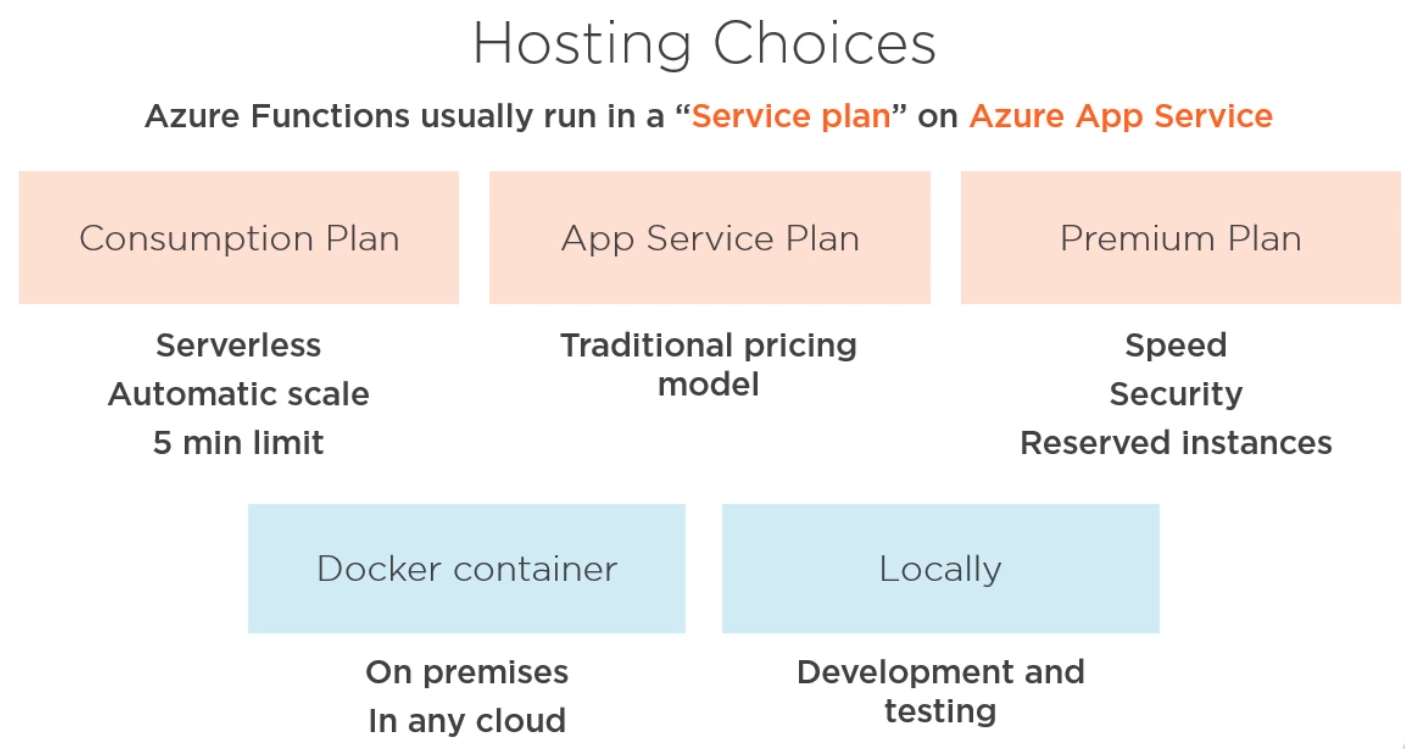 Hosting Choices
Azure Functions usually run in a “Service plan” on Azure App Service
Consumption Plan
Serverless
Automatic scale
5 min limit
App Service Plan
Traditional pricing
model
Premium Plan
Speed
Security
Reserved instances
Docker container
On premises
In any cloud
Locally
Development and
testing